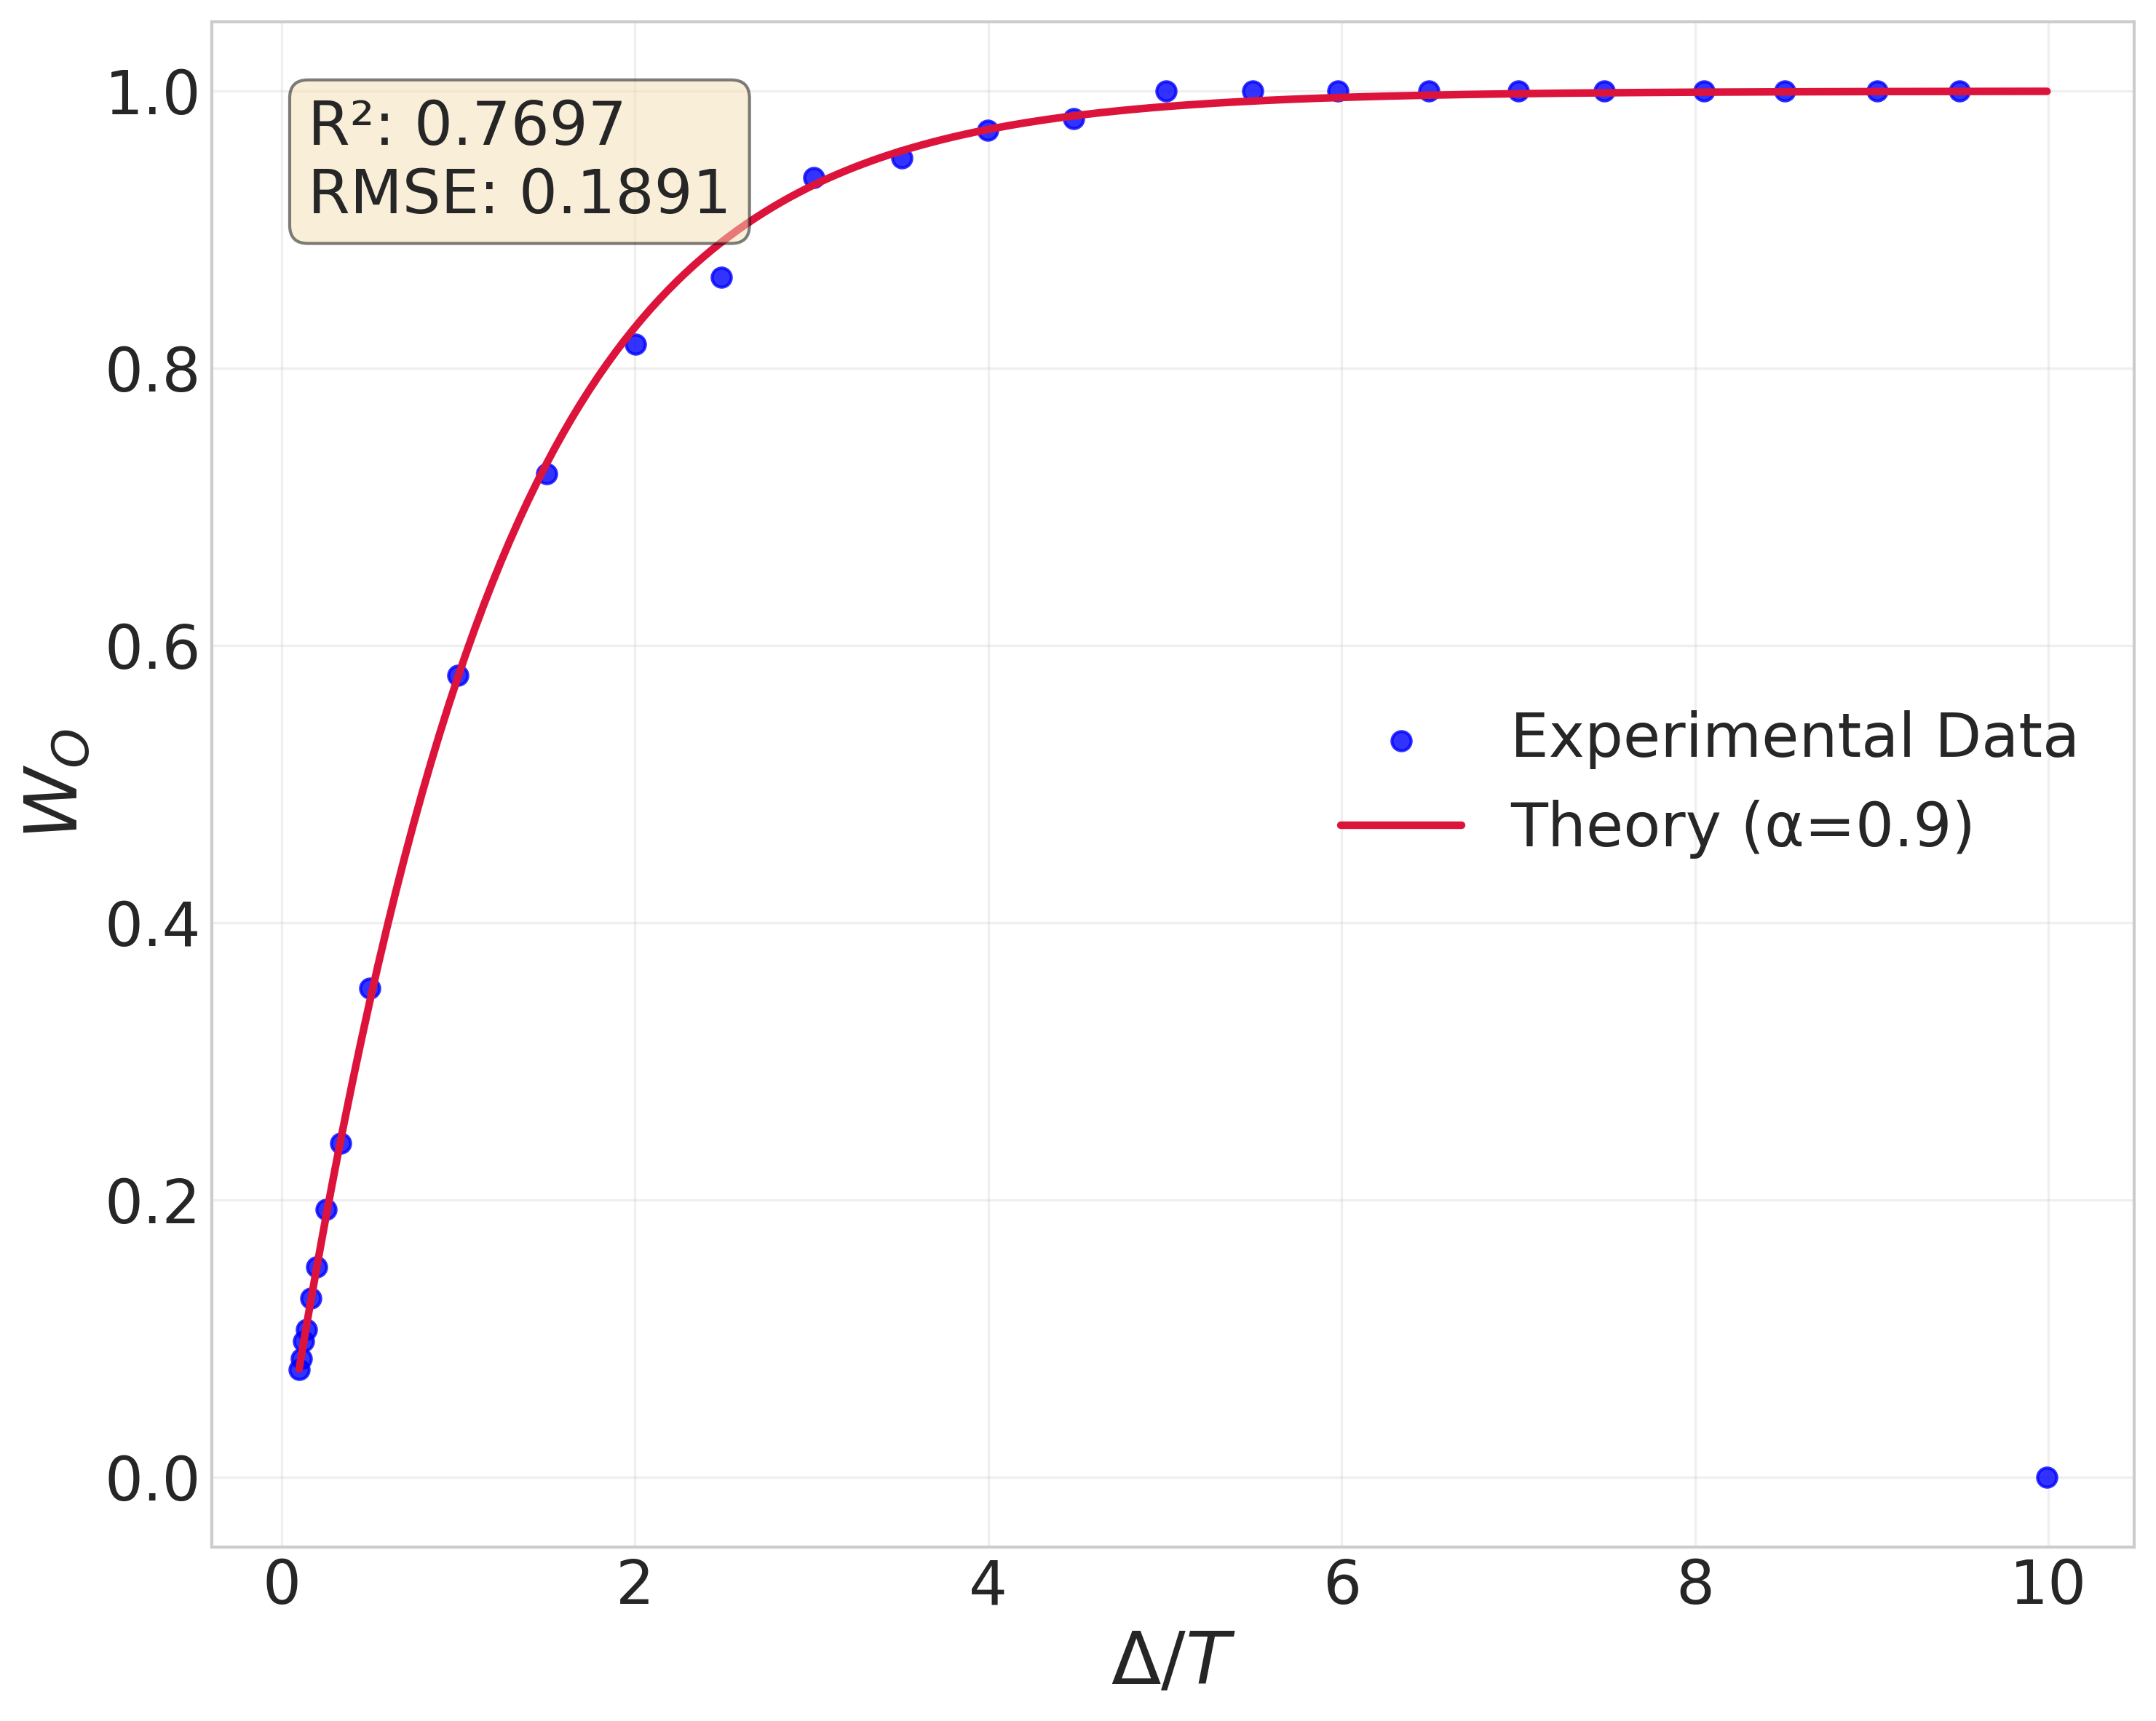 R²: 0.7697
RMSE: 0.1891
1.0
0.8
0.6
0.4
0.2
0.0
W_O
Experimental Data
Theory (α=0.9)
0 2 4 6 8 10
Δ/T